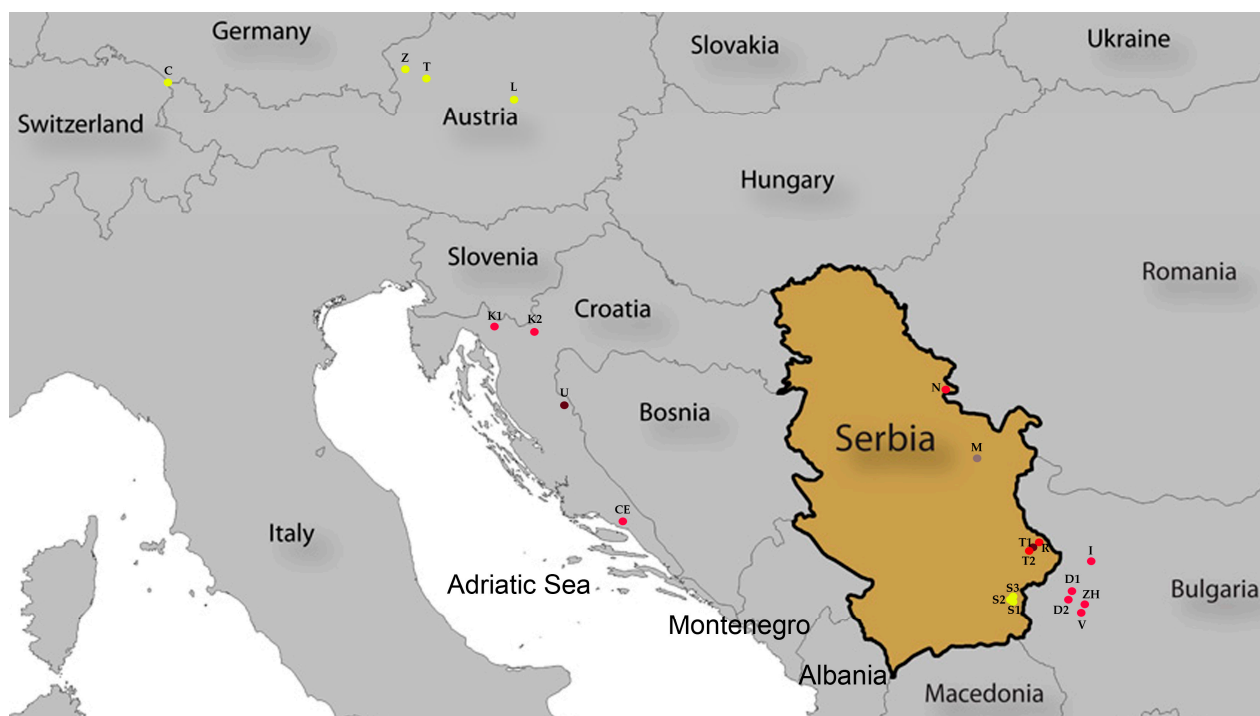 Germany
Slovakia
Ukraine
Z
T
C
L
Austria
Switzerland
Hungary
Slovenia
Romania
Croatia
K1
K2
U
N
Bosnia
Serbia
M
CE
Italy
T1
R
T2
I
Adriatic Sea
S3
D1
Bulgaria
S2
ZH
S1
D2
V
Montenegro
Albania
Macedonia